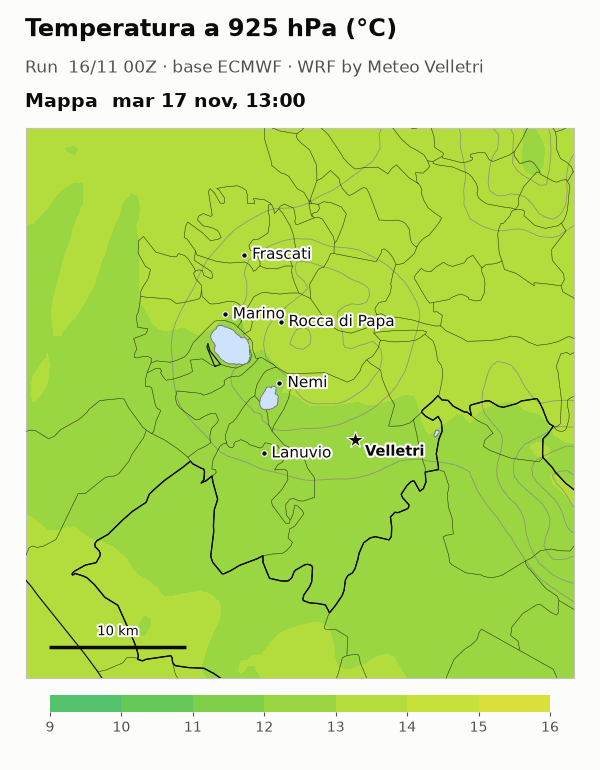 Temperatura a 925 hPa (°C)
Run  16/11 00Z · base ECMWF · WRF by Meteo Velletri
Mappa  mar 17 nov, 13:00
Frascati
Marino
Rocca di Papa
Nemi
Velletri
Lanuvio
10 km
9 10 11 12 13 14 15 16